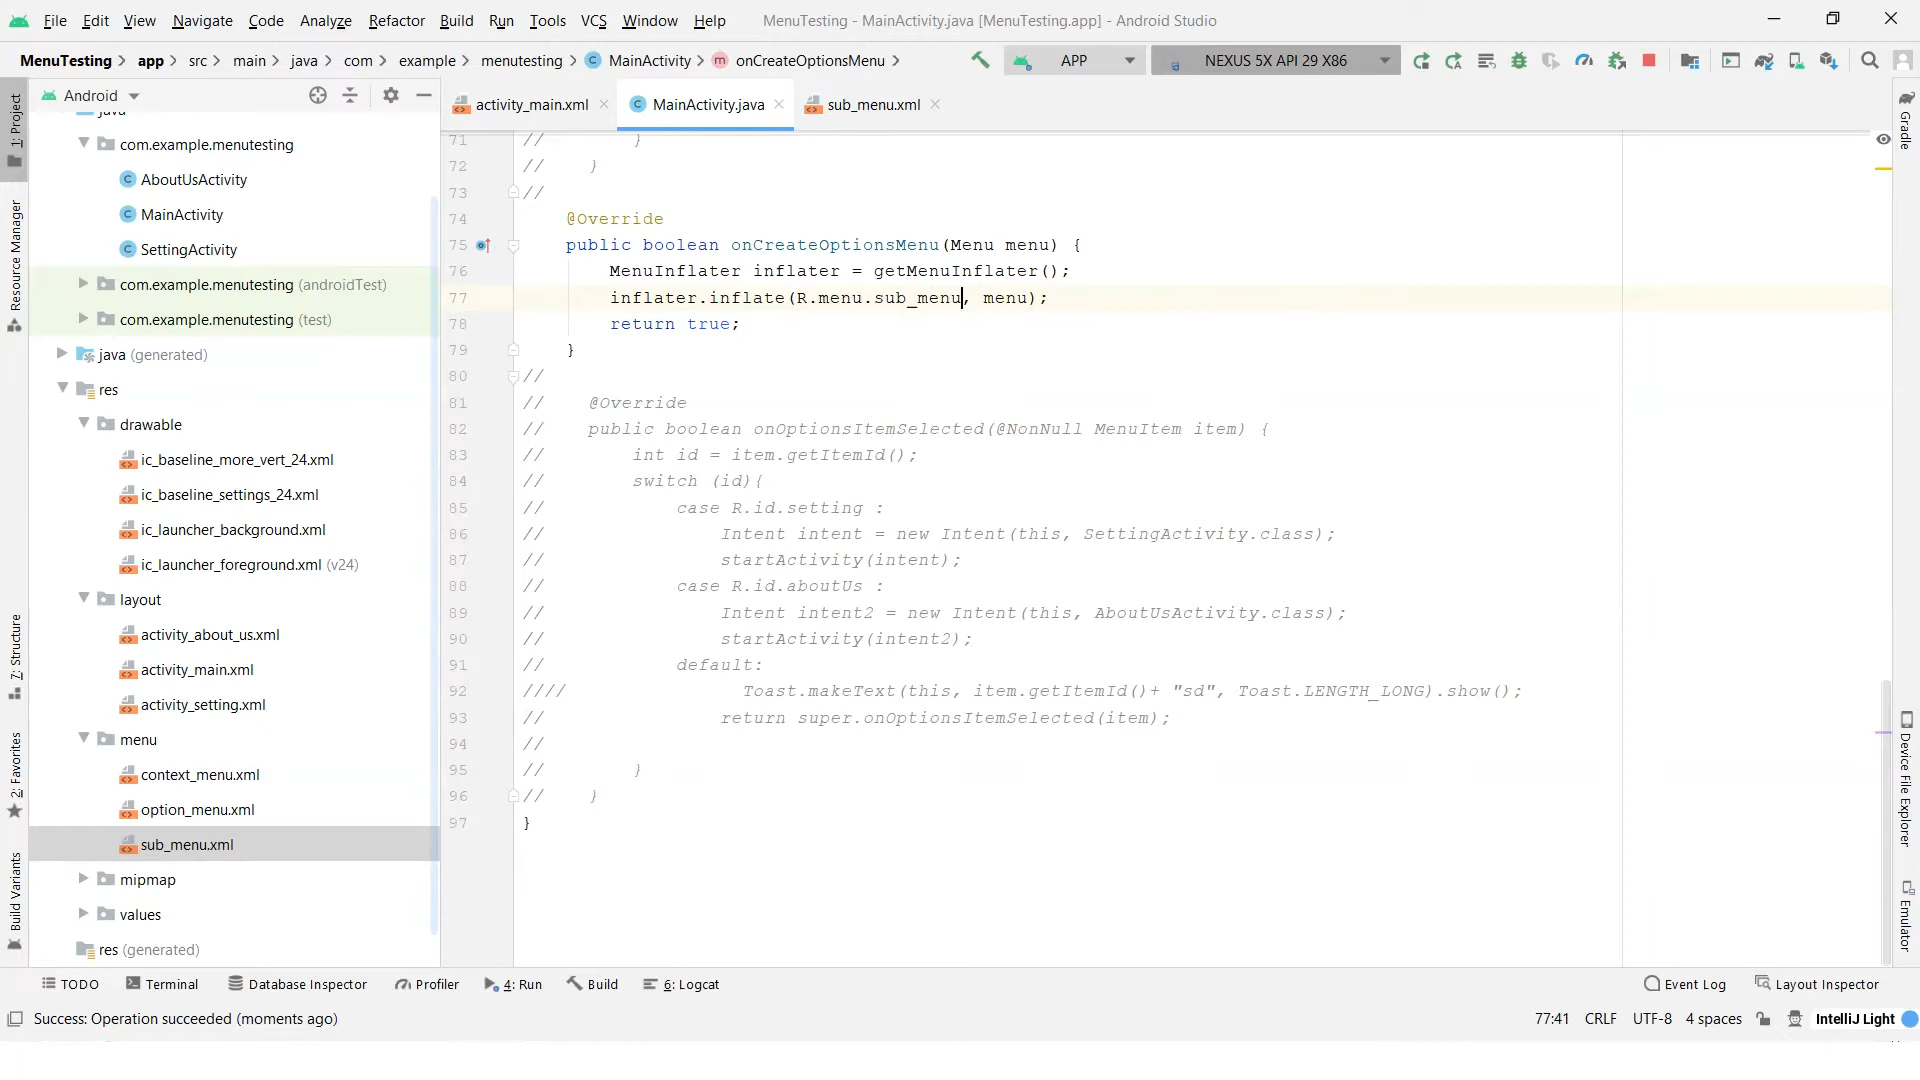 File Edit View Navigate Code Analyze Refactor Build Run Tools VCS Window Help MenuTesting - MainActivity.java [MenuTesting.app] - Android Studio
MenuTesting app src main java com example menutesting MainActivity onCreateOptionsMenu APP NEXUS 5X API 29 X86
Android
activity_main.xml MainActivity.java sub_menu.xml
java
com.example.menutesting
AboutUsActivity
MainActivity
SettingActivity
com.example.menutesting (androidTest)
com.example.menutesting (test)
java (generated)
res
drawable
ic_baseline_more_vert_24.xml
ic_baseline_settings_24.xml
ic_launcher_background.xml
ic_launcher_foreground.xml (v24)
layout
activity_about_us.xml
activity_main.xml
activity_setting.xml
menu
context_menu.xml
option_menu.xml
sub_menu.xml
mipmap
values
res (generated)
1: Project
Resource Manager
7: Structure
2: Favorites
Build Variants
71 // }
72 // }
73 //
74 @Override
75 public boolean onCreateOptionsMenu(Menu menu) {
76 MenuInflater inflater = getMenuInflater();
77 inflater.inflate(R.menu.sub_menu, menu);
78 return true;
79 }
80 //
81 // @Override
82 // public boolean onOptionsItemSelected(@NonNull MenuItem item) {
83 // int id = item.getItemId();
84 // switch (id){
85 // case R.id.setting :
86 // Intent intent = new Intent(this, SettingActivity.class);
87 // startActivity(intent);
88 // case R.id.aboutUs :
89 // Intent intent2 = new Intent(this, AboutUsActivity.class);
90 // startActivity(intent2);
91 // default:
92 //// Toast.makeText(this, item.getItemId()+ "sd", Toast.LENGTH_LONG).show();
93 // return super.onOptionsItemSelected(item);
94 //
95 // }
96 // }
97 }
Gradle
Device File Explorer
Emulator
TODO Terminal Database Inspector Profiler 4: Run Build 6: Logcat Event Log Layout Inspector
Success: Operation succeeded (moments ago) 77:41 CRLF UTF-8 4 spaces IntelliJ Light